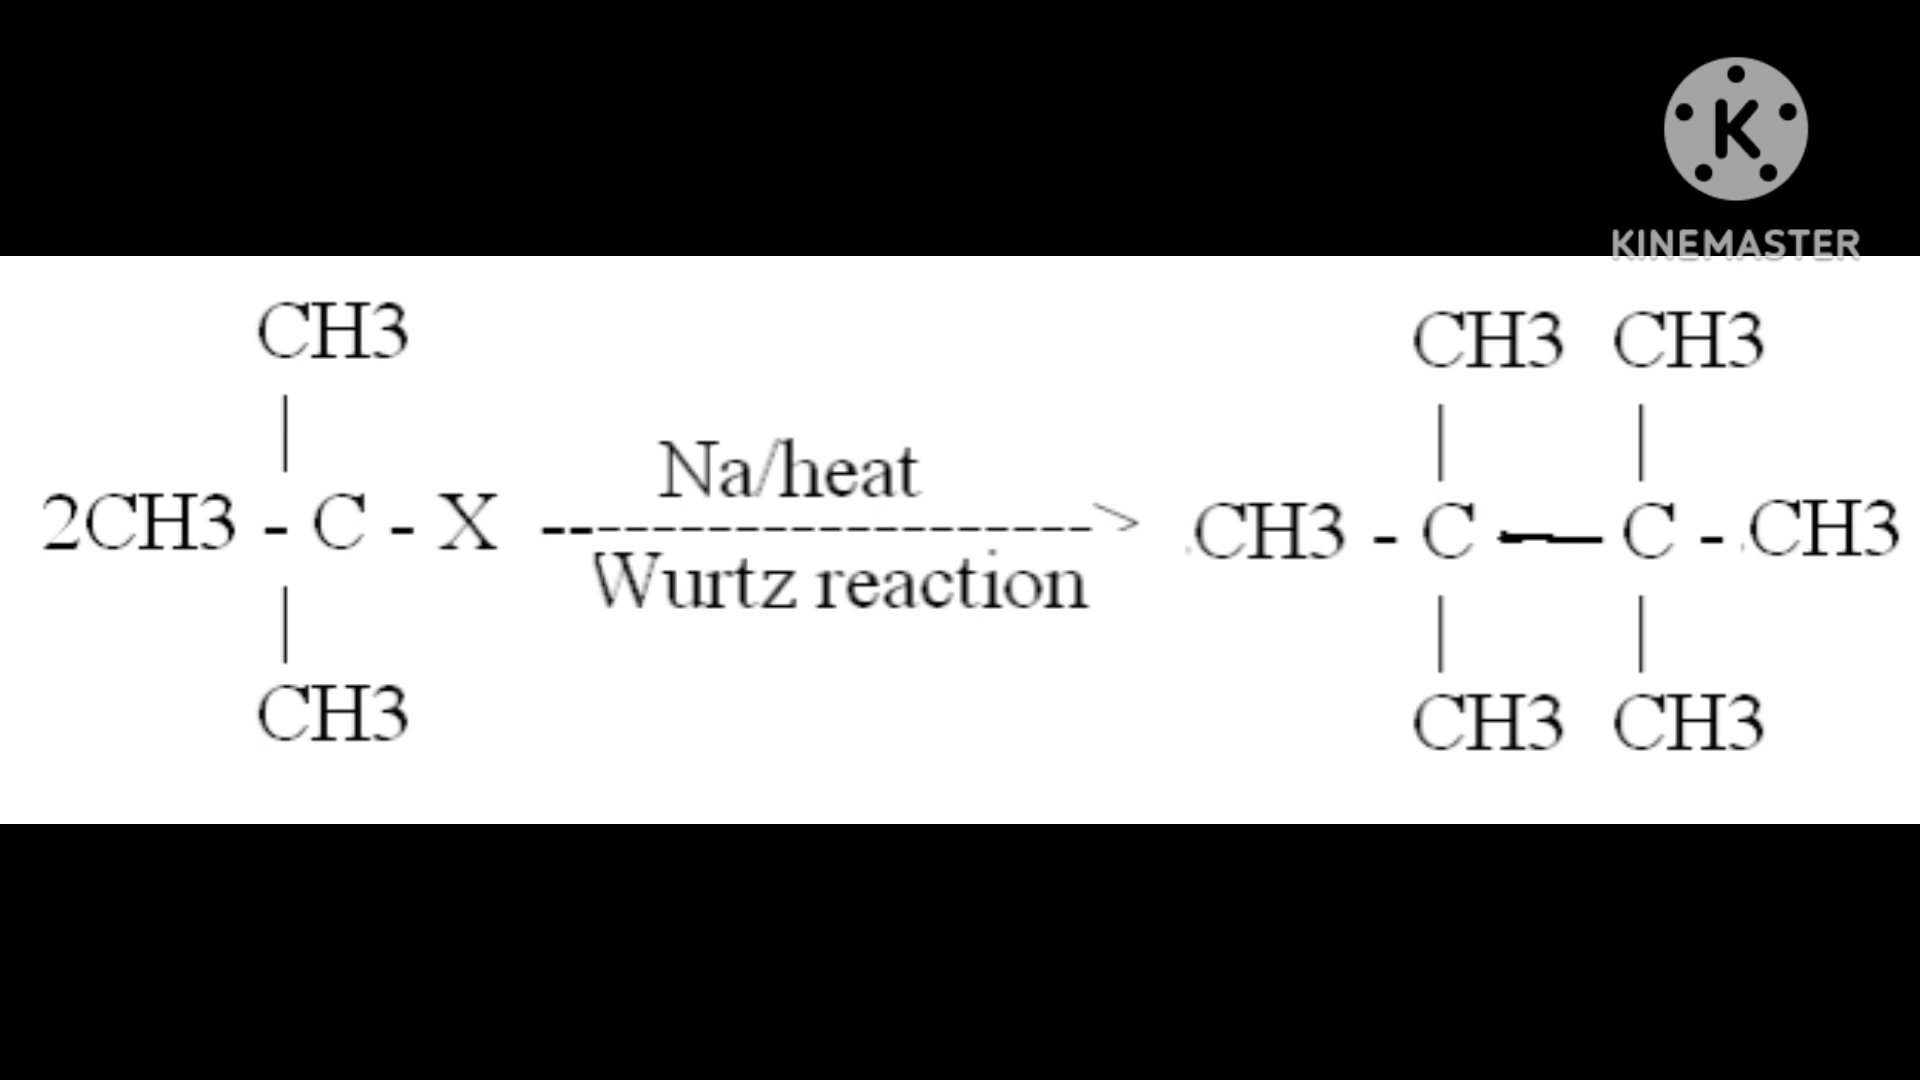 K
KINEMASTER
CH3
CH3 CH3
|
| |
Na/heat
2CH3 - C - X --------------------> CH3 - C — C - CH3
Wurtz reaction
|
| |
CH3
CH3 CH3